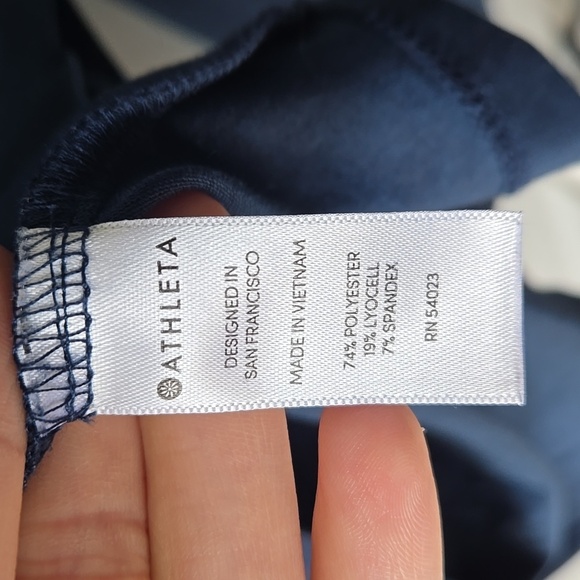 ATHLETA
DESIGNED IN
SAN FRANCISCO
MADE IN VIETNAM
74% POLYESTER
19% LYOCELL
7% SPANDEX
RN 54023